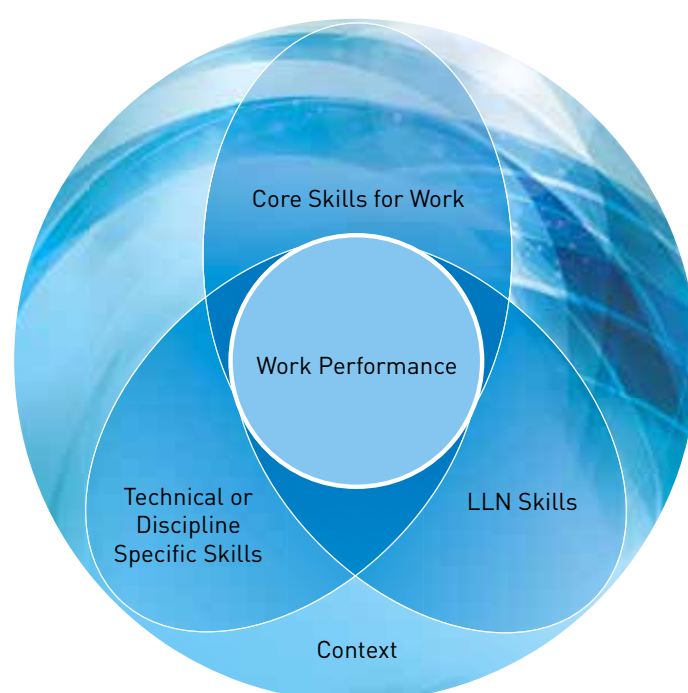 Core Skills for Work
Work Performance
Technical or
Discipline
Specific Skills
LLN Skills
Context